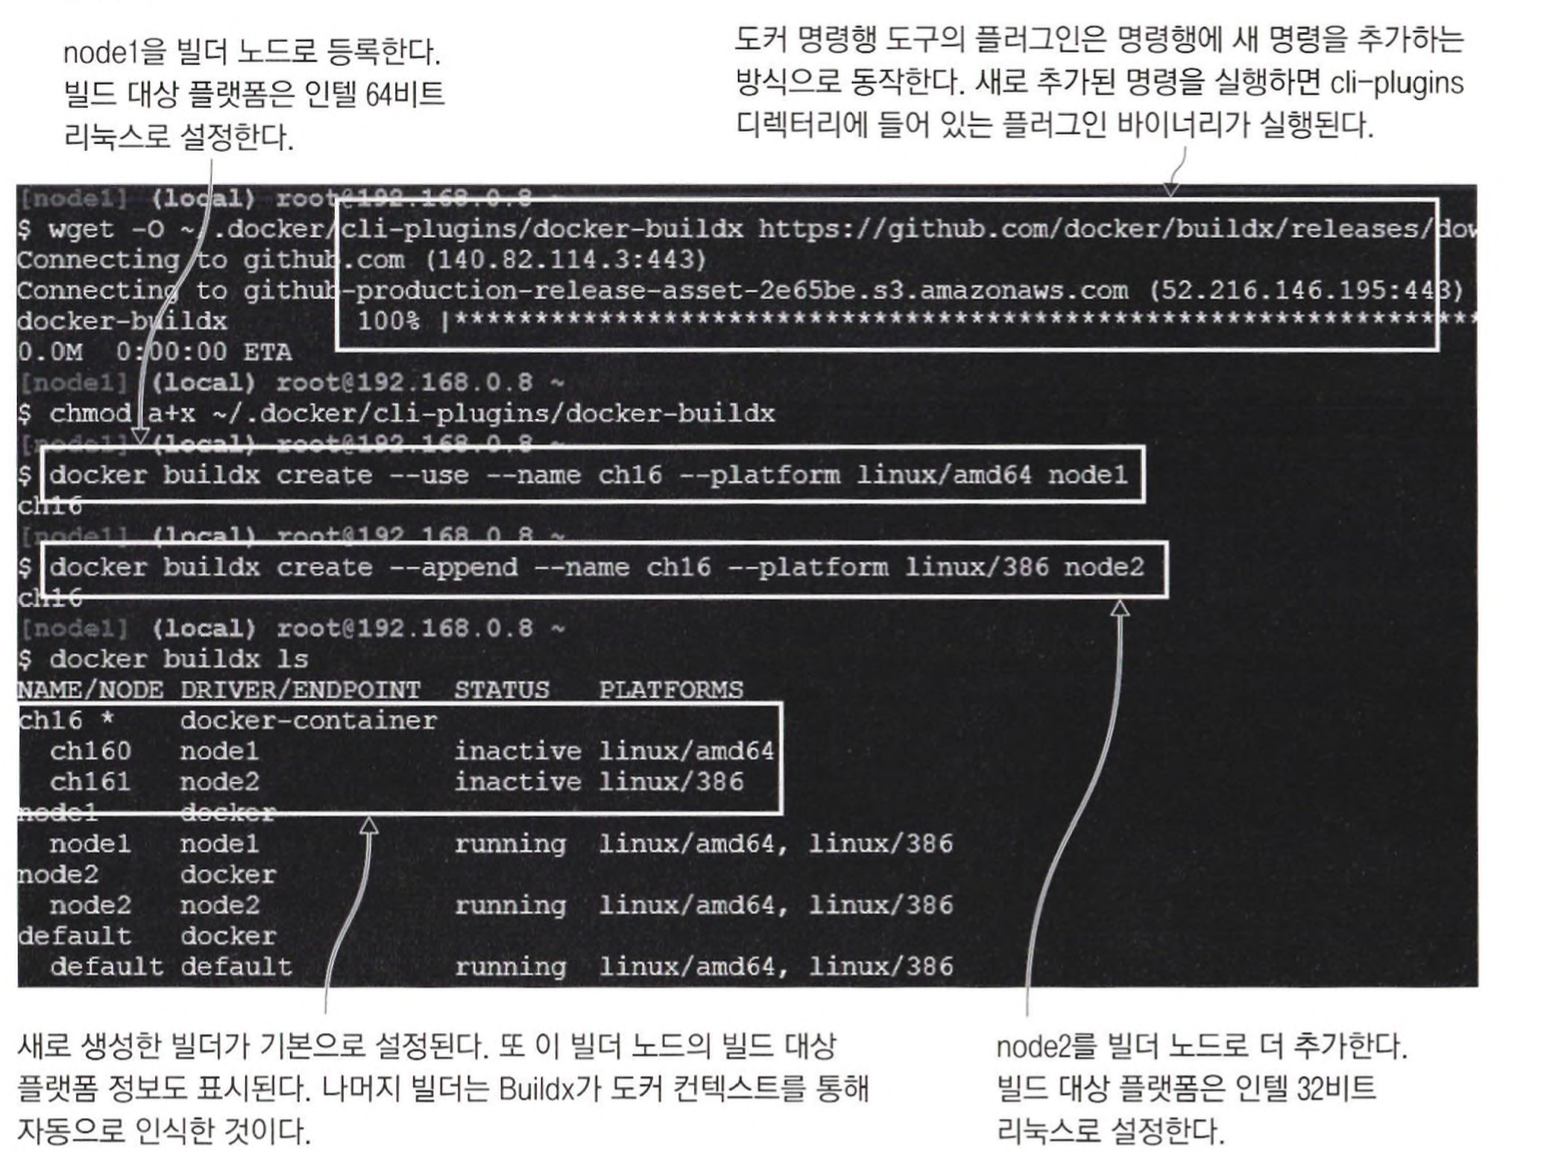 node1을 빌더 노드로 등록한다.
빌드 대상 플랫폼은 인텔 64비트
리눅스로 설정한다.
도커 명령행 도구의 플러그인은 명령행에 새 명령을 추가하는
방식으로 동작한다. 새로 추가된 명령을 실행하면 cli-plugins
디렉터리에 들어 있는 플러그인 바이너리가 실행된다.
[node1] (local) root@192.168.0.8 ~
$ wget -O ~/.docker/cli-plugins/docker-buildx https://github.com/docker/buildx/releases/dow
Connecting to github.com (140.82.114.3:443)
Connecting to github-production-release-asset-2e65be.s3.amazonaws.com (52.216.146.195:443)
docker-buildx 100% |*****************************************************************
0.0M 0:00:00 ETA
[node1] (local) root@192.168.0.8 ~
$ chmod a+x ~/.docker/cli-plugins/docker-buildx
[node1] (local) root@192.168.0.8 ~
$ docker buildx create --use --name ch16 --platform linux/amd64 node1
ch16
[node1] (local) root@192.168.0.8 ~
$ docker buildx create --append --name ch16 --platform linux/386 node2
ch16
[node1] (local) root@192.168.0.8 ~
$ docker buildx ls
NAME/NODE DRIVER/ENDPOINT STATUS PLATFORMS
ch16 * docker-container
ch160 node1 inactive linux/amd64
ch161 node2 inactive linux/386
node1 docker
node1 node1 running linux/amd64, linux/386
node2 docker
node2 node2 running linux/amd64, linux/386
default docker
default default running linux/amd64, linux/386
새로 생성한 빌더가 기본으로 설정된다. 또 이 빌더 노드의 빌드 대상
플랫폼 정보도 표시된다. 나머지 빌더는 Buildx가 도커 컨텍스트를 통해
자동으로 인식한 것이다.
node2를 빌더 노드로 더 추가한다.
빌드 대상 플랫폼은 인텔 32비트
리눅스로 설정한다.